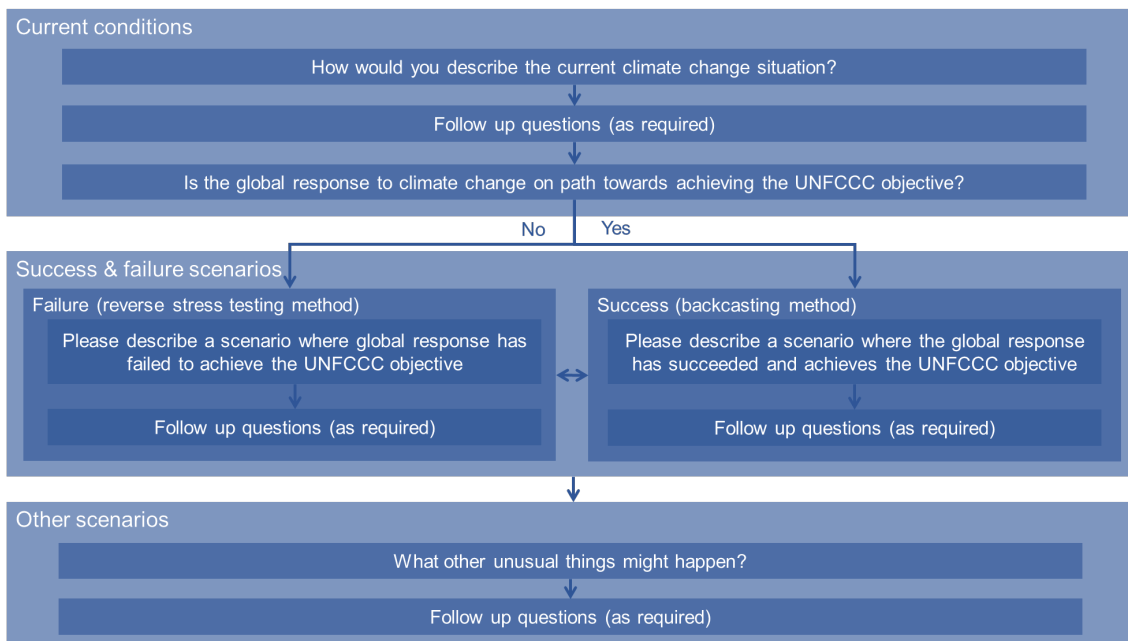 Current conditions
How would you describe the current climate change situation?
Follow up questions (as required)
Is the global response to climate change on path towards achieving the UNFCCC objective?
No Yes
Success & failure scenarios
Failure (reverse stress testing method)
Please describe a scenario where global response has
failed to achieve the UNFCCC objective
Follow up questions (as required)
Success (backcasting method)
Please describe a scenario where the global response
has succeeded and achieves the UNFCCC objective
Follow up questions (as required)
Other scenarios
What other unusual things might happen?
Follow up questions (as required)